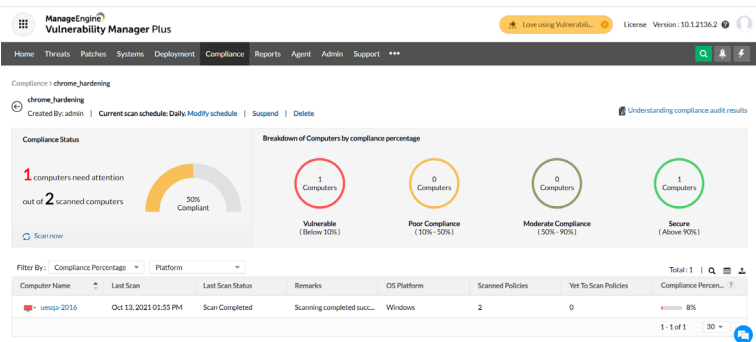 ManageEngine
Vulnerability Manager Plus
Love using Vulnerabili...
License Version : 10.1.2136.2
Home Threats Patches Systems Deployment Compliance Reports Agent Admin Support •••
Compliance > chrome_hardening
chrome_hardening
Created By: admin | Current scan schedule: Daily. Modify schedule | Suspend | Delete
Understanding compliance audit results
Compliance Status
1 computers need attention
out of 2 scanned computers
50%
Compliant
Scan now
Breakdown of Computers by compliance percentage
1
Computers
Vulnerable
( Below 10%)
0
Computers
Poor Compliance
( 10% - 50%)
0
Computers
Moderate Compliance
( 50% - 90%)
1
Computers
Secure
( Above 90%)
Filter By : Compliance Percentage Platform
Total : 1
Computer Name Last Scan Last Scan Status Remarks OS Platform Scanned Policies Yet To Scan Policies Compliance Percen... ?
uesqa-2016 Oct 13, 2021 01:55 PM Scan Completed Scanning completed succ... Windows 2 0 8%
1 - 1 of 1 30